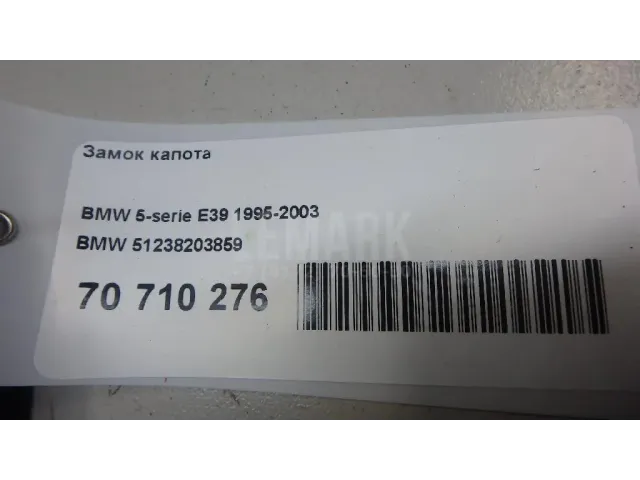 Замок капота
BMW 5-serie E39 1995-2003
BMW 51238203859
70 710 276